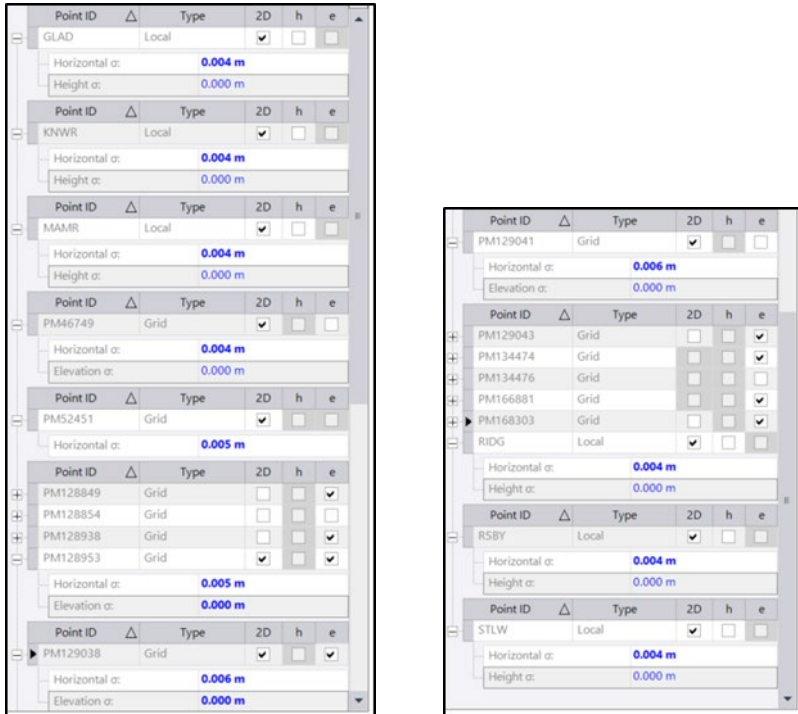 Point ID △ Type 2D h e
GLAD Local
Horizontal σ: 0.004 m
Height σ: 0.000 m
Point ID △ Type 2D h e
KNWR Local
Horizontal σ: 0.004 m
Height σ: 0.000 m
Point ID △ Type 2D h e
MAMR Local
Horizontal σ: 0.004 m
Height σ: 0.000 m
Point ID △ Type 2D h e
PM46749 Grid
Horizontal σ: 0.004 m
Elevation σ: 0.000 m
Point ID △ Type 2D h e
PM52451 Grid
Horizontal σ: 0.005 m
Point ID △ Type 2D h e
PM128849 Grid
PM128854 Grid
PM128938 Grid
PM128953 Grid
Horizontal σ: 0.005 m
Elevation σ: 0.000 m
Point ID △ Type 2D h e
PM129038 Grid
Horizontal σ: 0.006 m
Elevation σ: 0.000 m
Point ID △ Type 2D h e
PM129041 Grid
Horizontal σ: 0.006 m
Elevation σ: 0.000 m
Point ID △ Type 2D h e
PM129043 Grid
PM134474 Grid
PM134476 Grid
PM166881 Grid
PM168303 Grid
RIDG Local
Horizontal σ: 0.004 m
Height σ: 0.000 m
Point ID △ Type 2D h e
RSBY Local
Horizontal σ: 0.004 m
Height σ: 0.000 m
Point ID △ Type 2D h e
STLW Local
Horizontal σ: 0.004 m
Height σ: 0.000 m